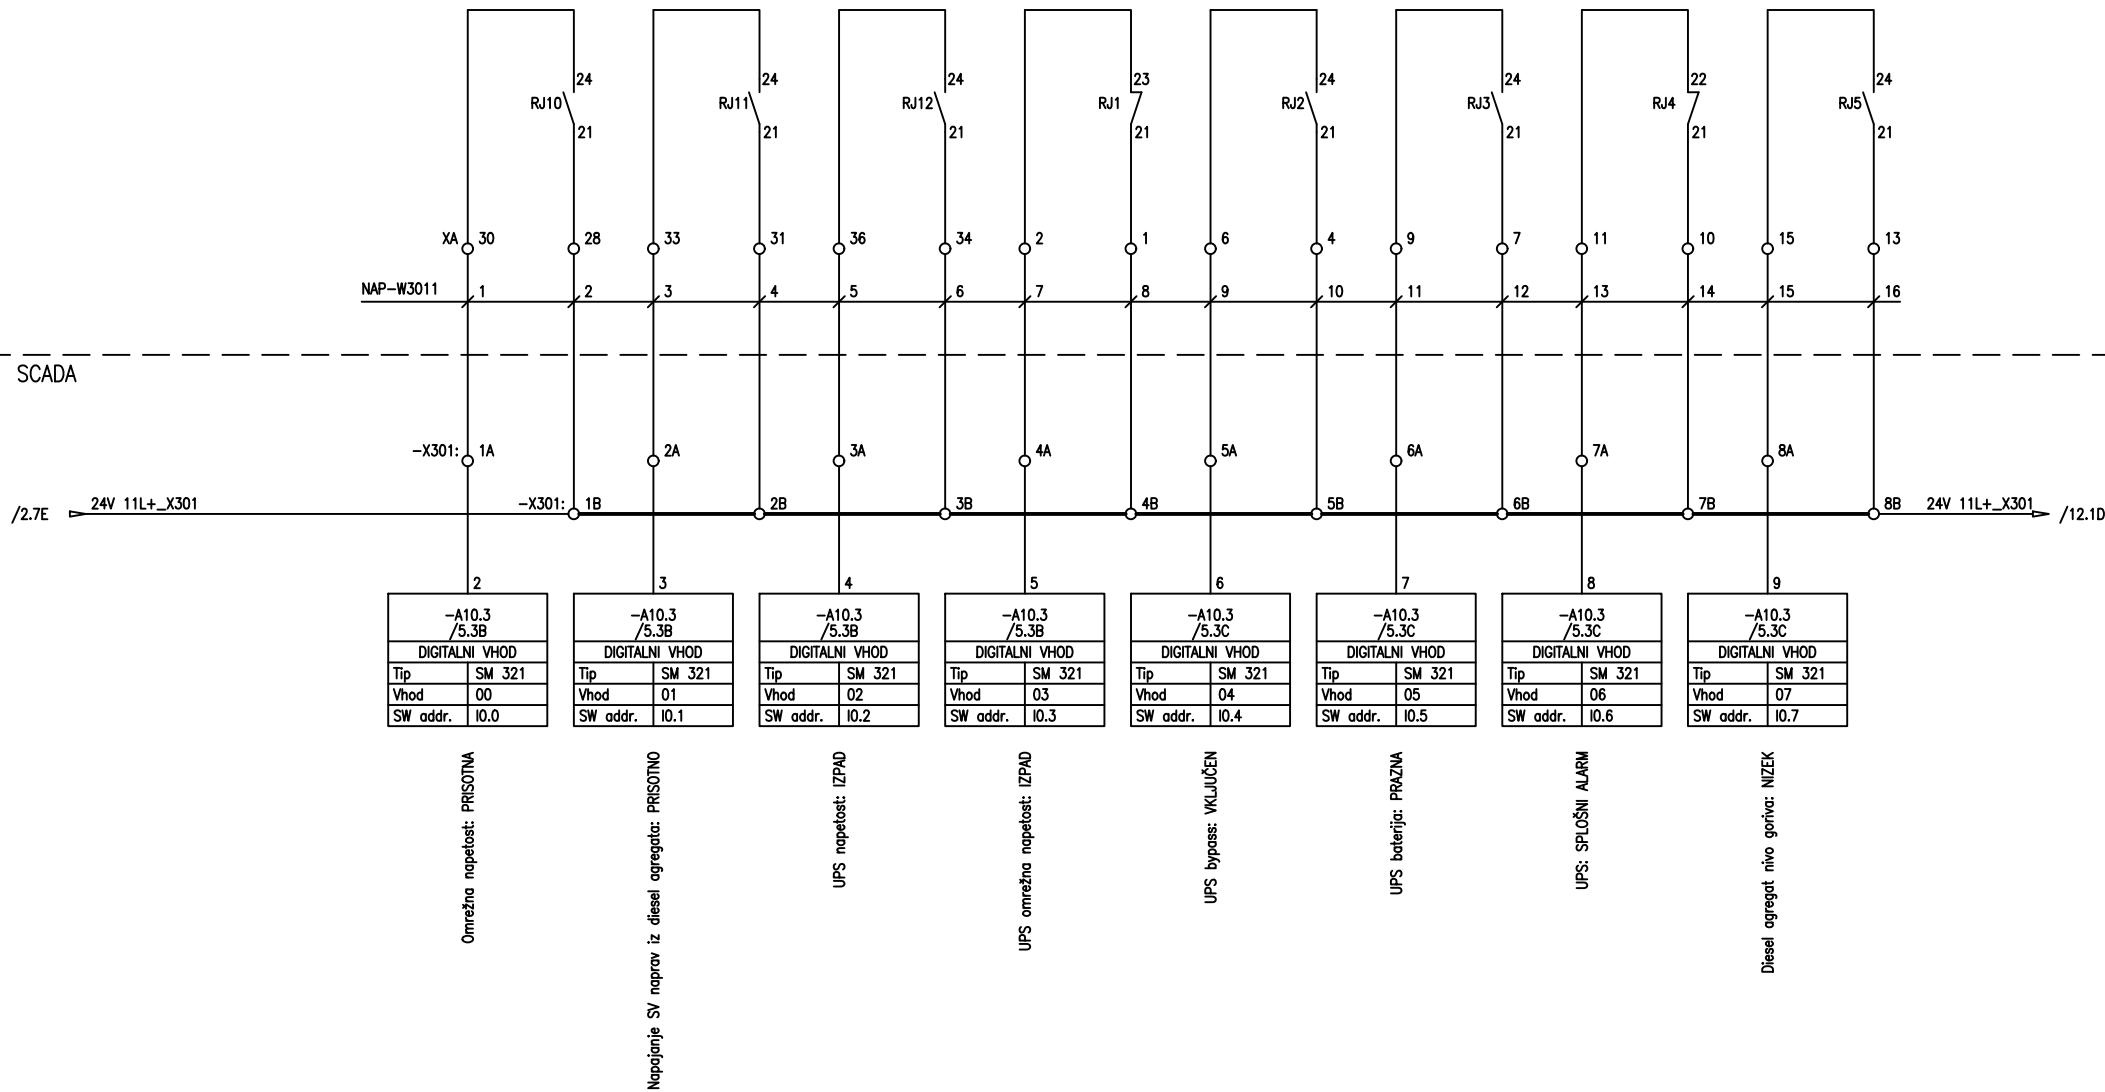 24 24 24 23 24 24 22 24
RJ10 RJ11 RJ12 RJ1 RJ2 RJ3 RJ4 RJ5
21 21 21 21 21 21 21 21
XA 30 28 33 31 36 34 2 1 6 4 9 7 11 10 15 13
NAP-W3011 1 2 3 4 5 6 7 8 9 10 11 12 13 14 15 16
SCADA
-X301: 1A 2A 3A 4A 5A 6A 7A 8A
/2.7E 24V 11L+_X301 -X301: 1B 2B 3B 4B 5B 6B 7B 8B 24V 11L+_X301 /12.1D
2 3 4 5 6 7 8 9
-A10.3 -A10.3 -A10.3 -A10.3 -A10.3 -A10.3 -A10.3 -A10.3
/5.3B /5.3B /5.3B /5.3B /5.3C /5.3C /5.3C /5.3C
DIGITALNI VHOD DIGITALNI VHOD DIGITALNI VHOD DIGITALNI VHOD DIGITALNI VHOD DIGITALNI VHOD DIGITALNI VHOD DIGITALNI VHOD
Tip SM 321 Tip SM 321 Tip SM 321 Tip SM 321 Tip SM 321 Tip SM 321 Tip SM 321 Tip SM 321
Vhod 00 Vhod 01 Vhod 02 Vhod 03 Vhod 04 Vhod 05 Vhod 06 Vhod 07
SW addr. I0.0 SW addr. I0.1 SW addr. I0.2 SW addr. I0.3 SW addr. I0.4 SW addr. I0.5 SW addr. I0.6 SW addr. I0.7
Omrežna napetost: PRISOTNA
Napajanje SV naprav iz diesel agregata: PRISOTNO
UPS napetost: IZPAD
UPS omrežna napetost: IZPAD
UPS bypass: VKLJUČEN
UPS baterija: PRAZNA
UPS: SPLOŠNI ALARM
Diesel agregat nivo goriva: NIZEK